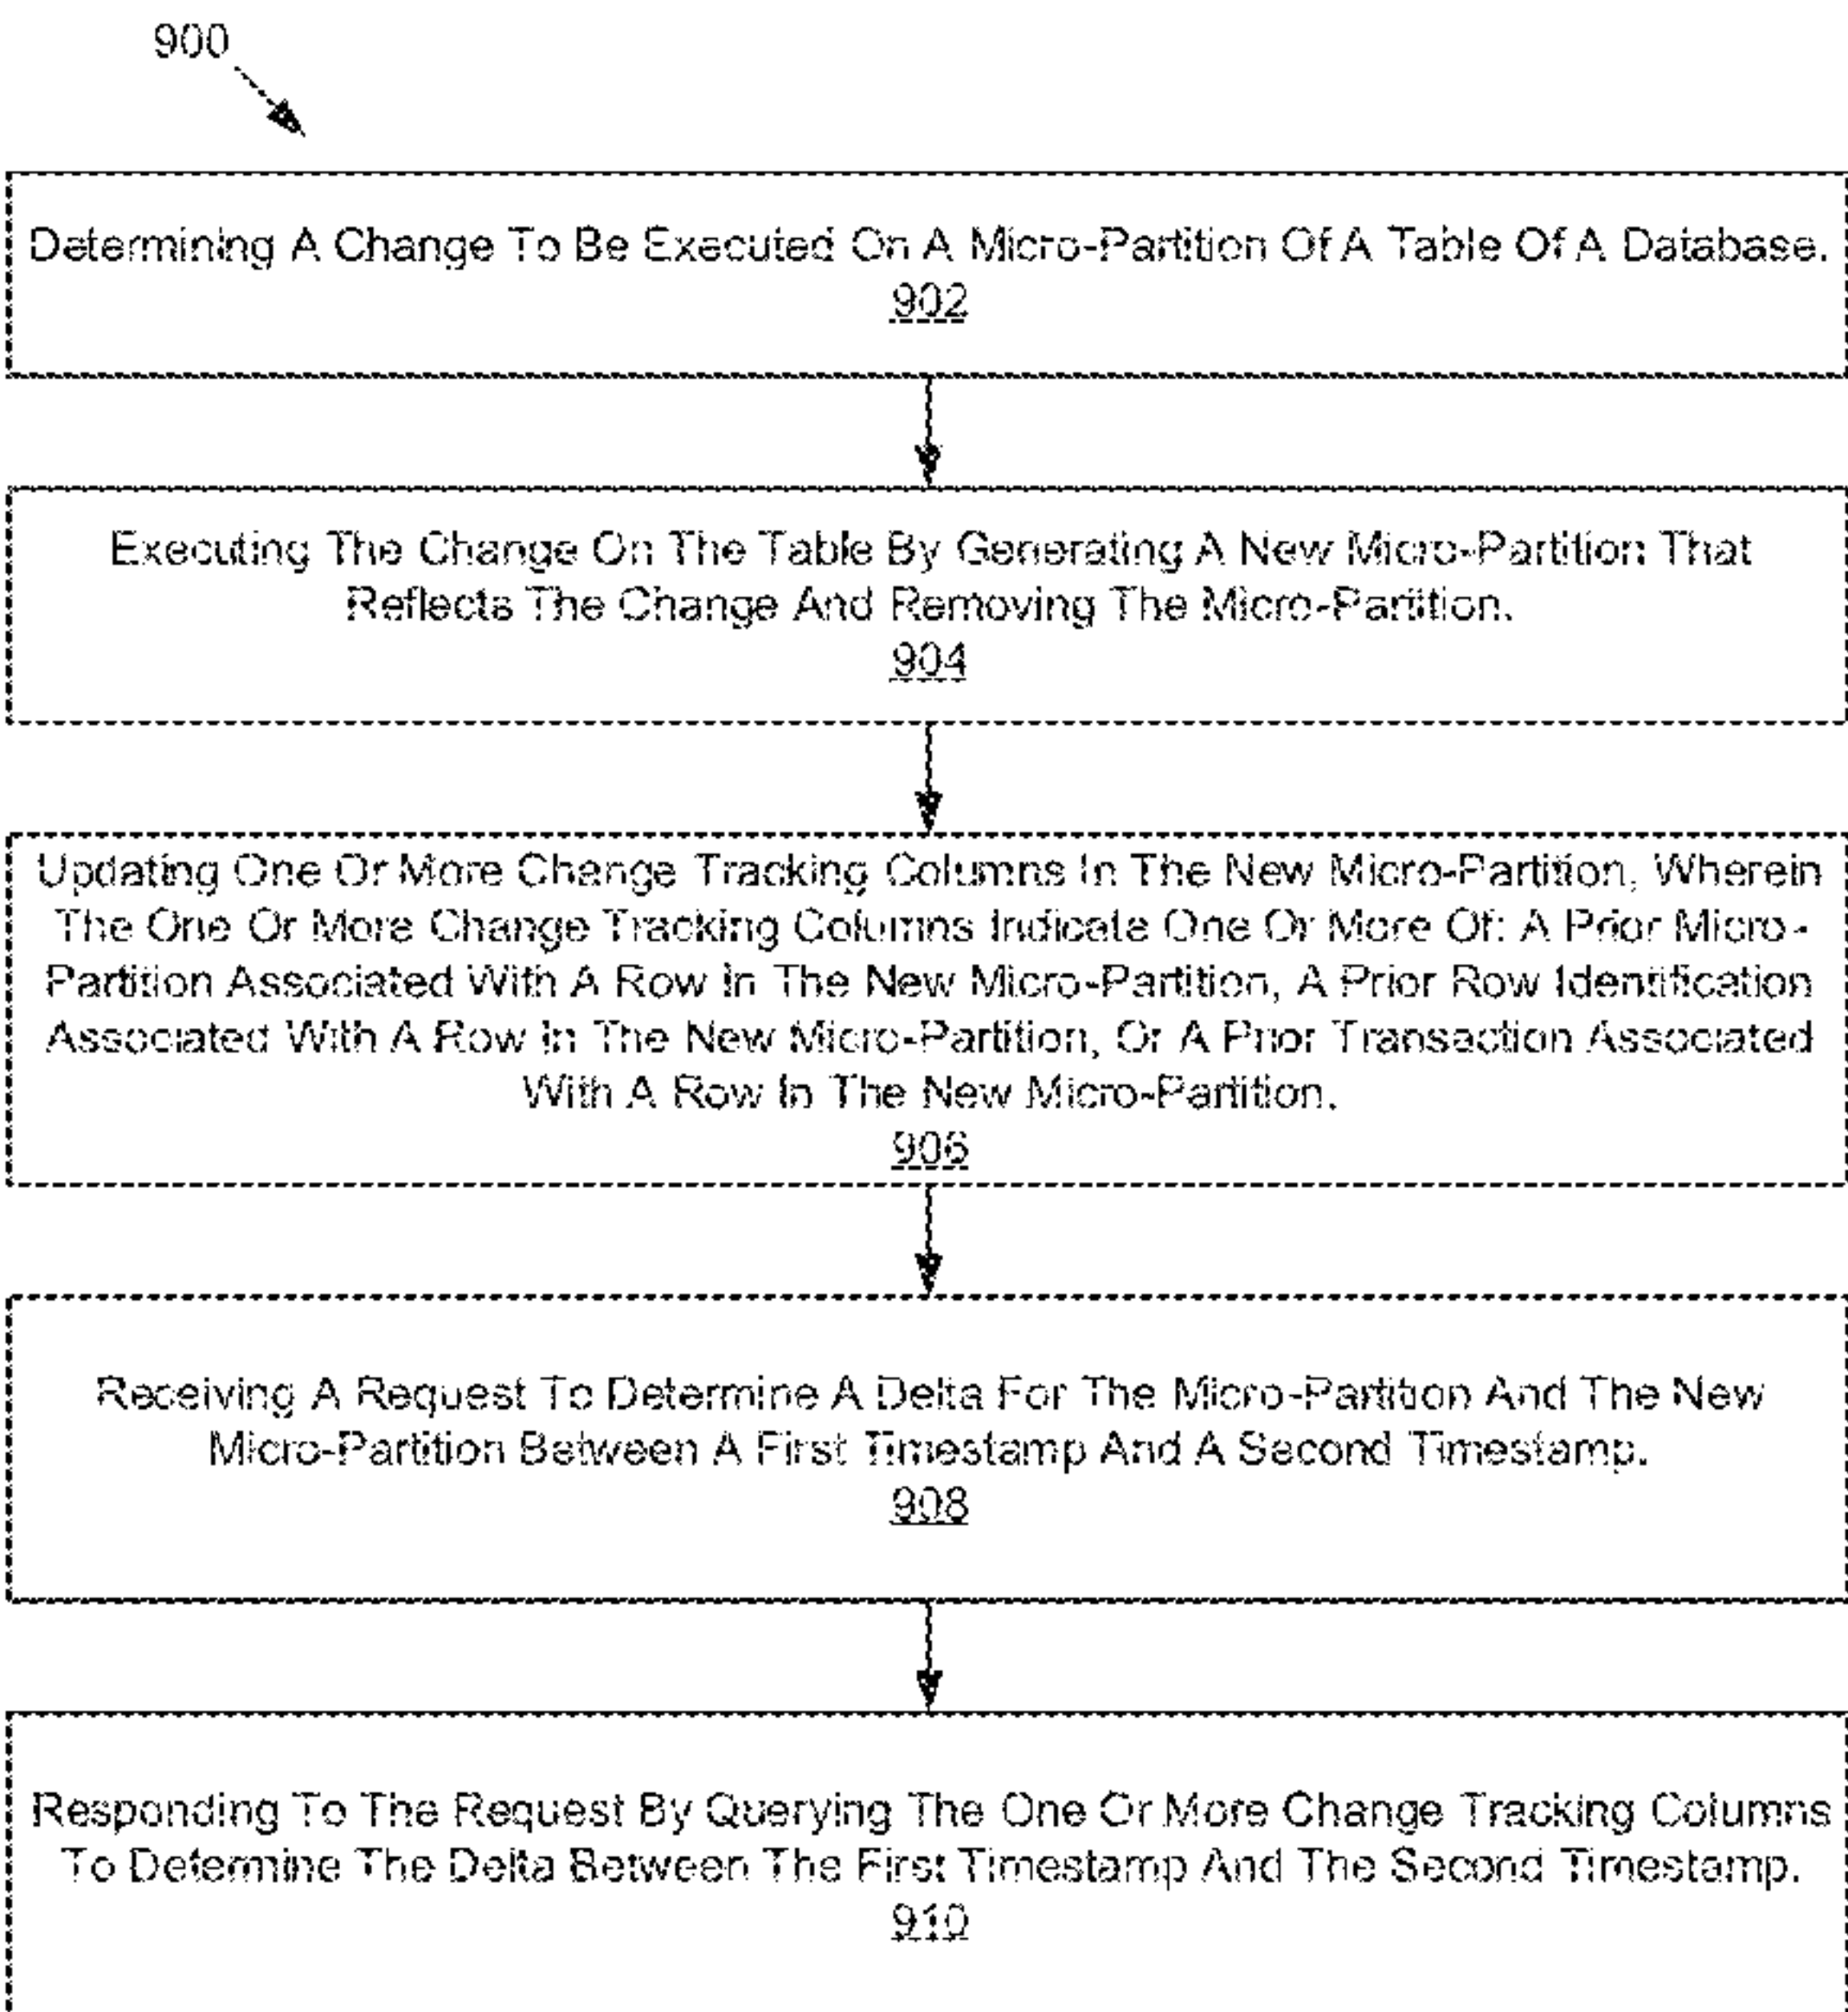 900
Determining A Change To Be Executed On A Micro-Partition Of A Table Of A Database.
902
Executing The Change On The Table By Generating A New Micro-Partition That
Reflects The Change And Removing The Micro-Partition.
904
Updating One Or More Change Tracking Columns In The New Micro-Partition, Wherein
The One Or More Change Tracking Columns Indicate One Or More Of: A Prior Micro-
Partition Associated With A Row In The New Micro-Partition, A Prior Row Identification
Associated With A Row In The New Micro-Partition, Or A Prior Transaction Associated
With A Row In The New Micro-Partition.
906
Receiving A Request To Determine A Delta For The Micro-Partition And The New
Micro-Partition Between A First Timestamp And A Second Timestamp.
908
Responding To The Request By Querying The One Or More Change Tracking Columns
To Determine The Delta Between The First Timestamp And The Second Timestamp.
910